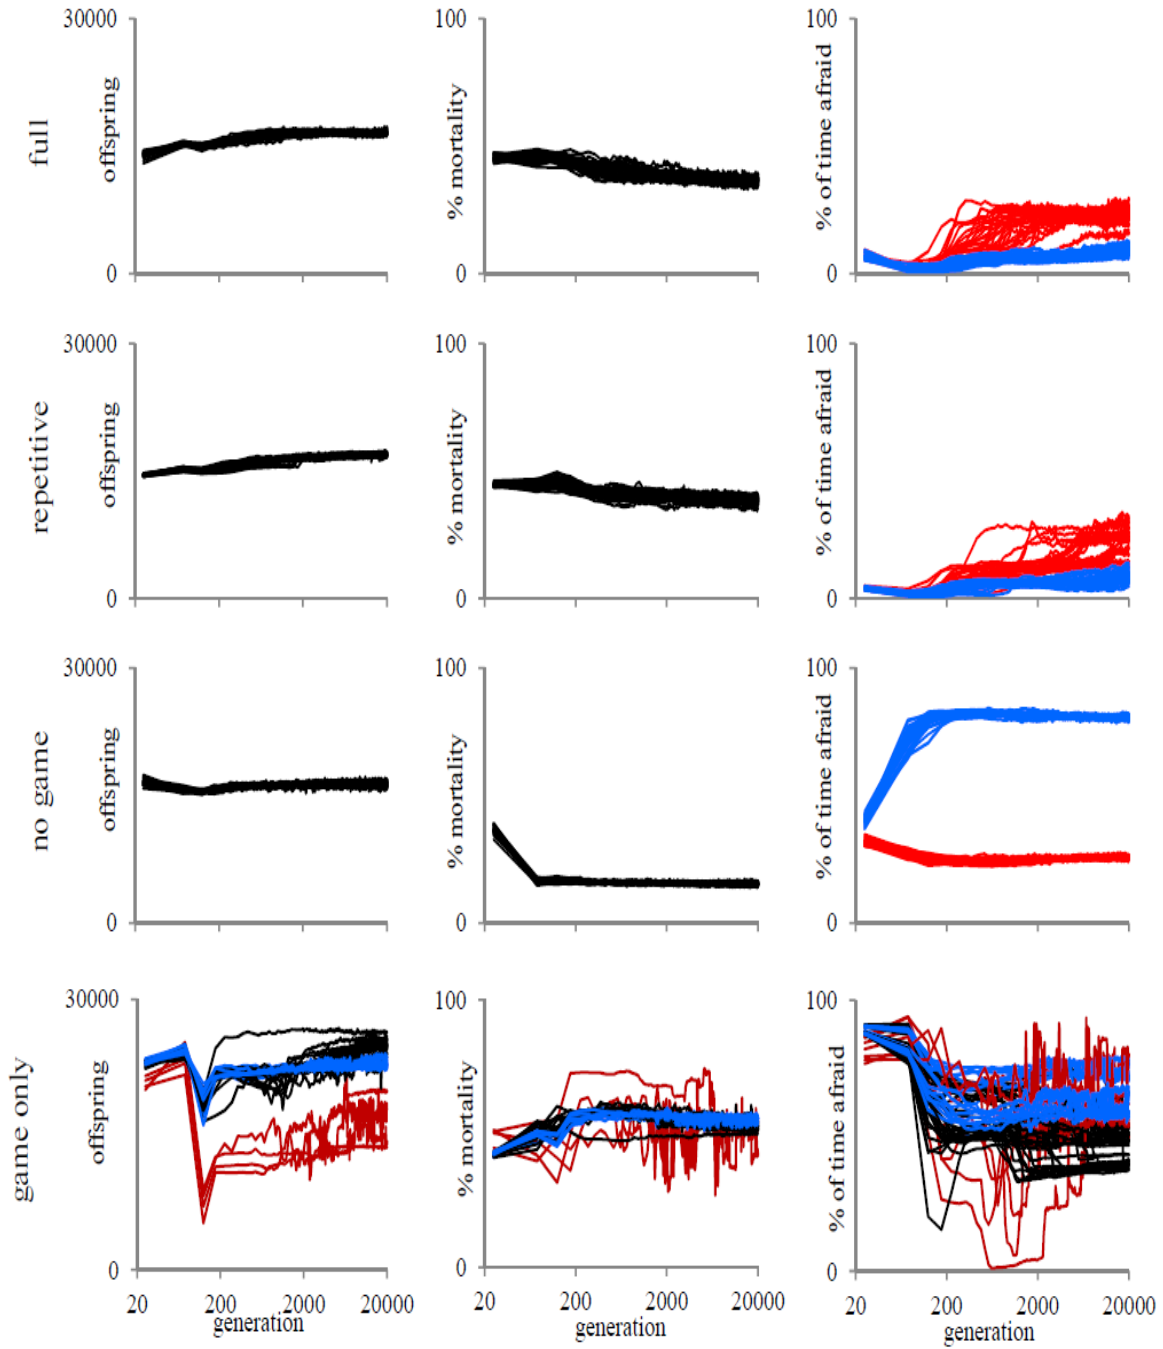 full
30000
offspring
0
100
% mortality
0
100
% of time afraid
0
repetitive
30000
offspring
0
100
% mortality
0
100
% of time afraid
0
no game
30000
offspring
0
100
% mortality
0
100
% of time afraid
0
game only
30000
offspring
0
20 200 2000 20000
generation
100
% mortality
0
20 200 2000 20000
generation
100
% of time afraid
0
20 200 2000 20000
generation